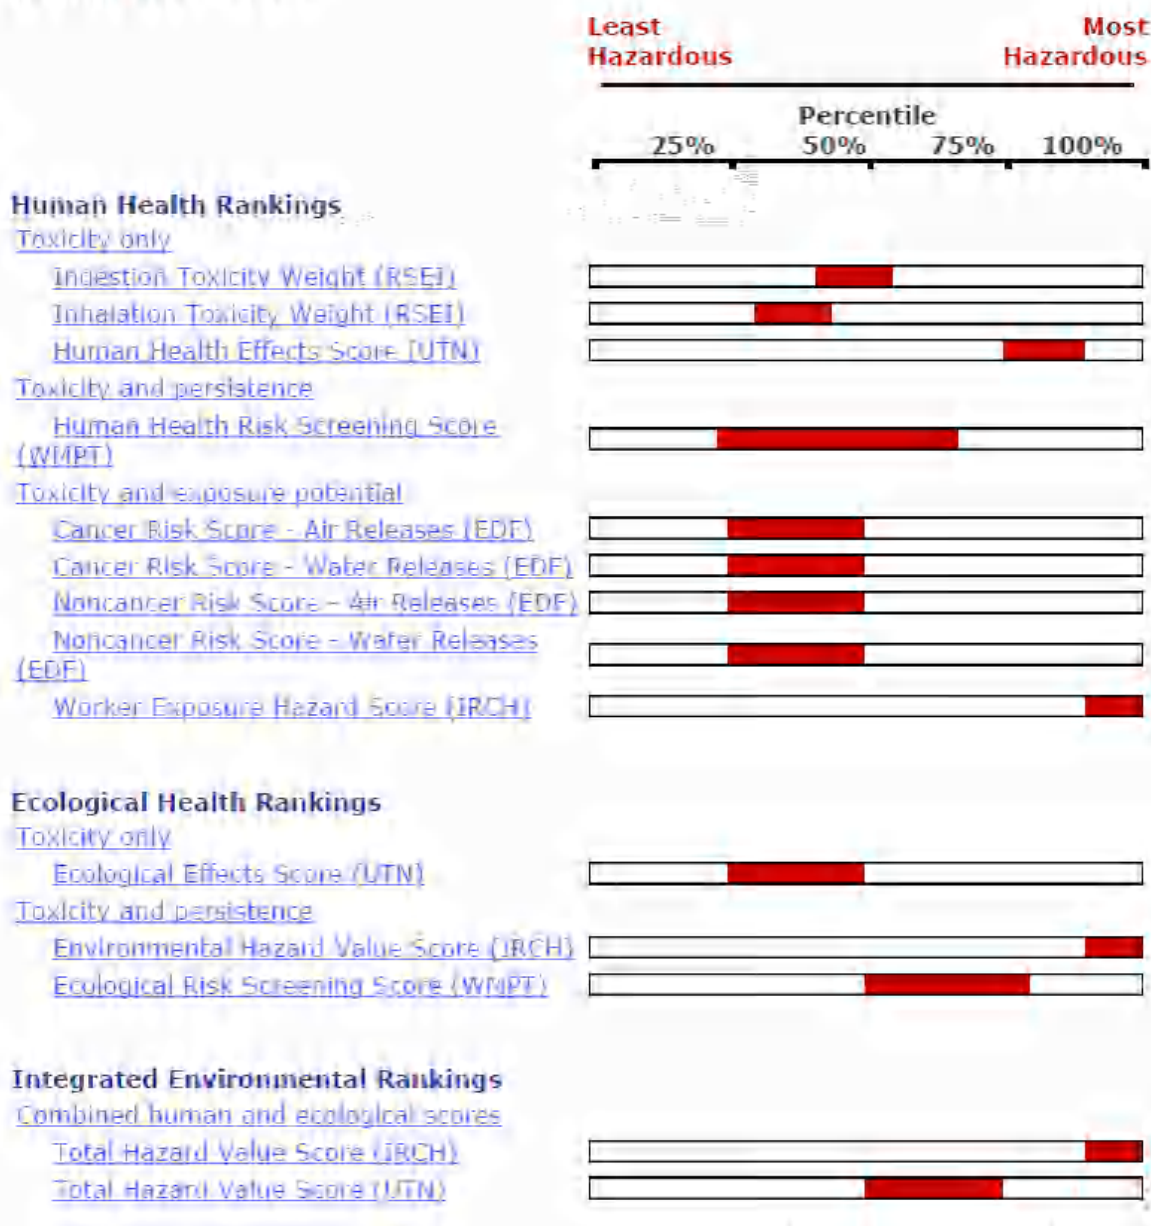 Least Most
Hazardous Hazardous
Percentile
25% 50% 75% 100%
Human Health Rankings
Toxicity only
Ingestion Toxicity Weight (RSEI)
Inhalation Toxicity Weight (RSEI)
Human Health Effects Score (UTN)
Toxicity and persistence
Human Health Risk Screening Score
(WMPT)
Toxicity and exposure potential
Cancer Risk Score - Air Releases (EDF)
Cancer Risk Score - Water Releases (EDF)
Noncancer Risk Score - Air Releases (EDF)
Noncancer Risk Score - Water Releases
(EDF)
Worker Exposure Hazard Score (IRCH)
Ecological Health Rankings
Toxicity only
Ecological Effects Score (UTN)
Toxicity and persistence
Environmental Hazard Value Score (IRCH)
Ecological Risk Screening Score (WMPT)
Integrated Environmental Rankings
Combined human and ecological scores
Total Hazard Value Score (IRCH)
Total Hazard Value Score (UTN)